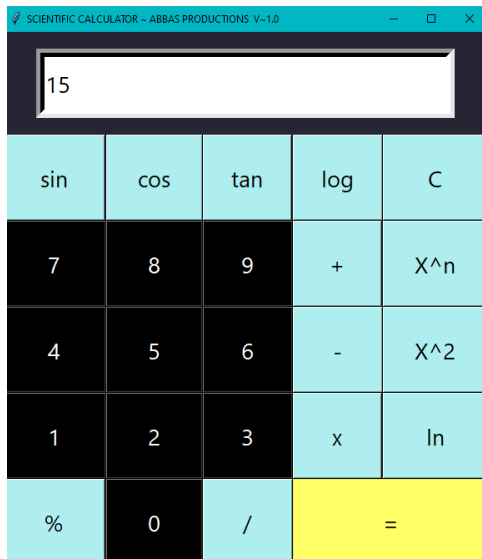 SCIENTIFIC CALCULATOR ~ ABBAS PRODUCTIONS V~1.0
15
sin cos tan log C
7 8 9 + X^n
4 5 6 - X^2
1 2 3 x ln
% 0 / =